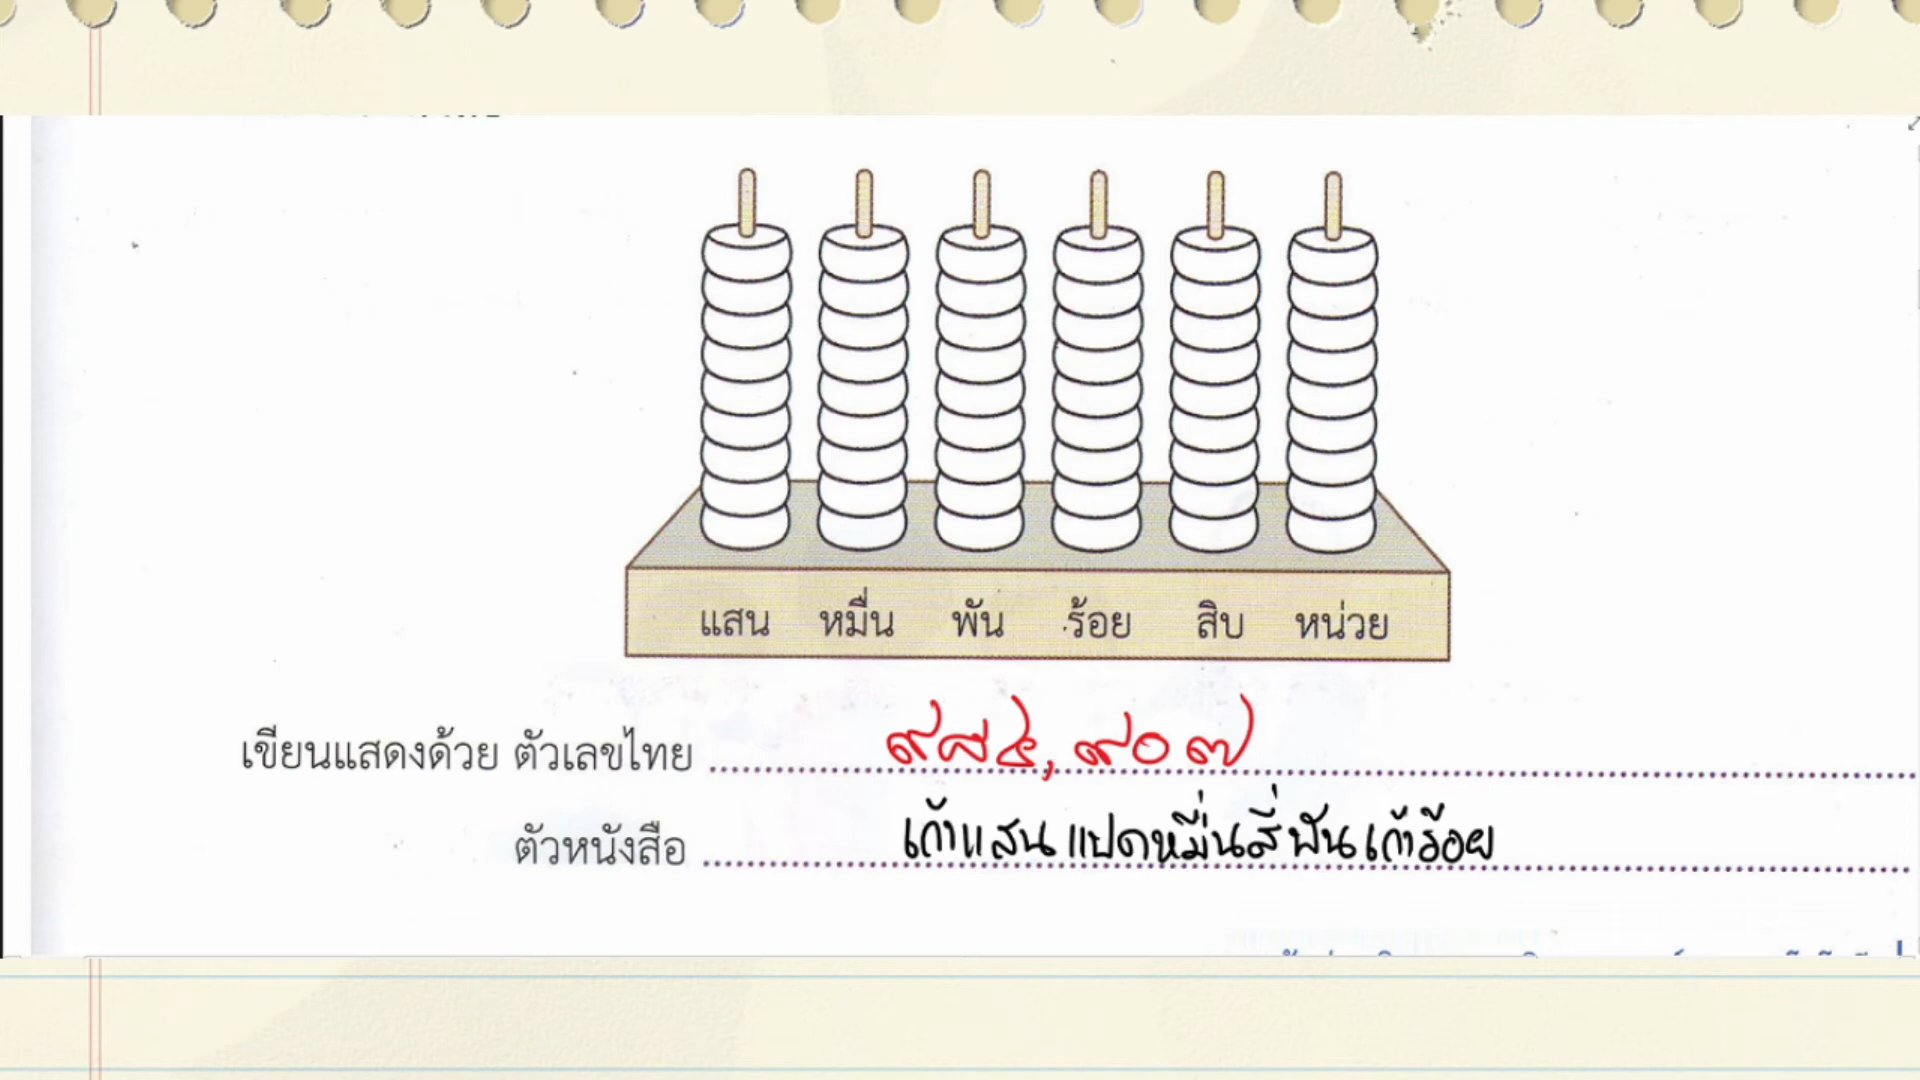 แสน หมื่น พัน ร้อย สิบ หน่วย
เขียนแสดงด้วย ตัวเลขไทย ๙๘๔,๙๐๗
ตัวหนังสือ เก้าแสนแปดหมื่นสี่พันเก้าร้อย